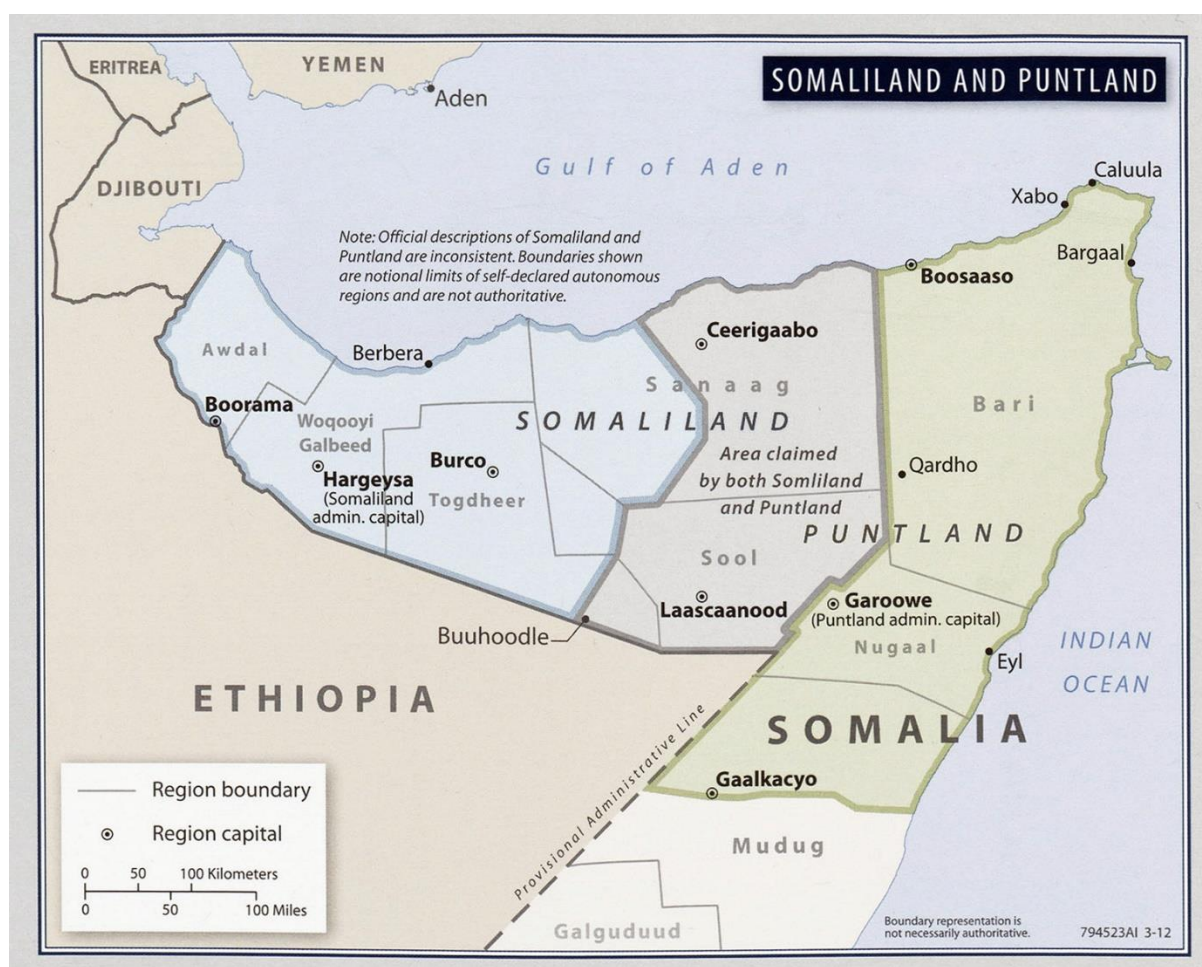 SOMALILAND AND PUNTLAND
ERITREA
YEMEN
Aden
DJIBOUTI
Gulf of Aden
Caluula
Xabo
Bargaal
Boosaaso
Note: Official descriptions of Somaliland and
Puntland are inconsistent. Boundaries shown
are notional limits of self-declared autonomous
regions and are not authoritative.
Awdal
Berbera
Ceerigaabo
Sanaag
Boorama
Woqooyi
Galbeed
SOMALILAND
Bari
Burco
Hargeysa
(Somaliland
admin. capital)
Togdheer
Area claimed
by both Somliland
and Puntland
Qardho
PUNTLAND
Sool
Laascaanood
Garoowe
(Puntland admin. capital)
Nugaal
Buuhoodle
Eyl
INDIAN
OCEAN
ETHIOPIA
SOMALIA
Provisional Administrative Line
Gaalkacyo
Mudug
Galguduud
Region boundary
Region capital
0 50 100 Kilometers
0 50 100 Miles
Boundary representation is
not necessarily authoritative.
794523AI 3-12